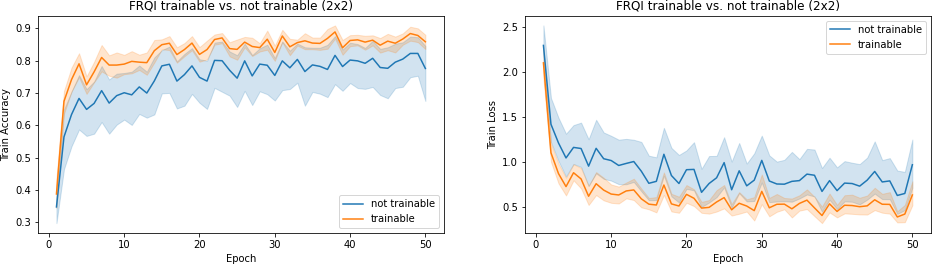 FRQI trainable vs. not trainable (2x2)
0.9
0.8
0.7
0.6
0.5
0.4
0.3
Train Accuracy
not trainable
trainable
0 10 20 30 40 50
Epoch
FRQI trainable vs. not trainable (2x2)
2.5
2.0
1.5
1.0
0.5
Train Loss
not trainable
trainable
0 10 20 30 40 50
Epoch